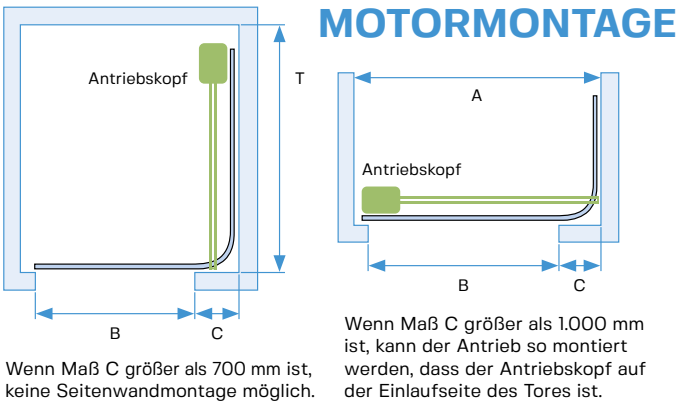 MOTORMONTAGE
Antriebskopf
T
B
C
Wenn Maß C größer als 700 mm ist,
keine Seitenwandmontage möglich.
A
Antriebskopf
B
C
Wenn Maß C größer als 1.000 mm
ist, kann der Antrieb so montiert
werden, dass der Antriebskopf auf
der Einlaufseite des Tores ist.